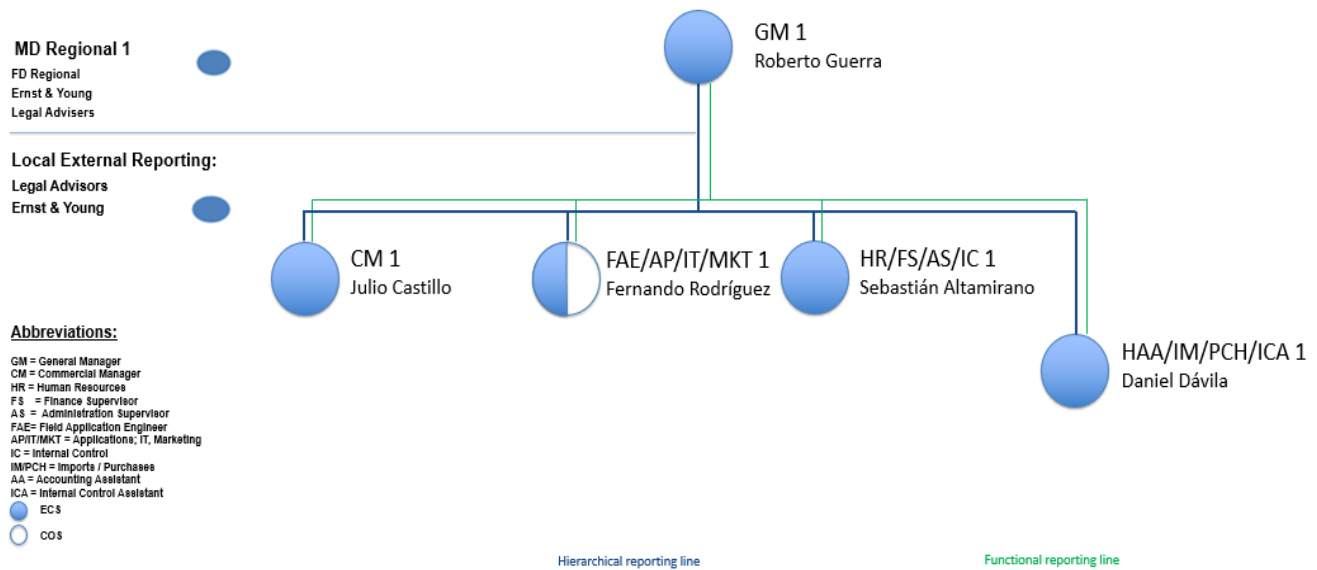 GM 1
Roberto Guerra
MD Regional 1
FD Regional
Ernst & Young
Legal Advisers
Local External Reporting:
Legal Advisors
Ernst & Young
CM 1
Julio Castillo
FAE/AP/IT/MKT 1
Fernando Rodríguez
HR/FS/AS/IC 1
Sebastián Altamirano
HAA/IM/PCH/ICA 1
Daniel Dávila
Abbreviations:
GM = General Manager
CM = Commercial Manager
HR = Human Resources
FS = Finance Supervisor
AS = Administration Supervisor
FAE= Field Application Engineer
AP/IT/MKT = Applications; IT, Marketing
IC = Internal Control
IM/PCH = Imports / Purchases
AA = Accounting Assistant
ICA = Internal Control Assistant
ECS
COS
Hierarchical reporting line
Functional reporting line